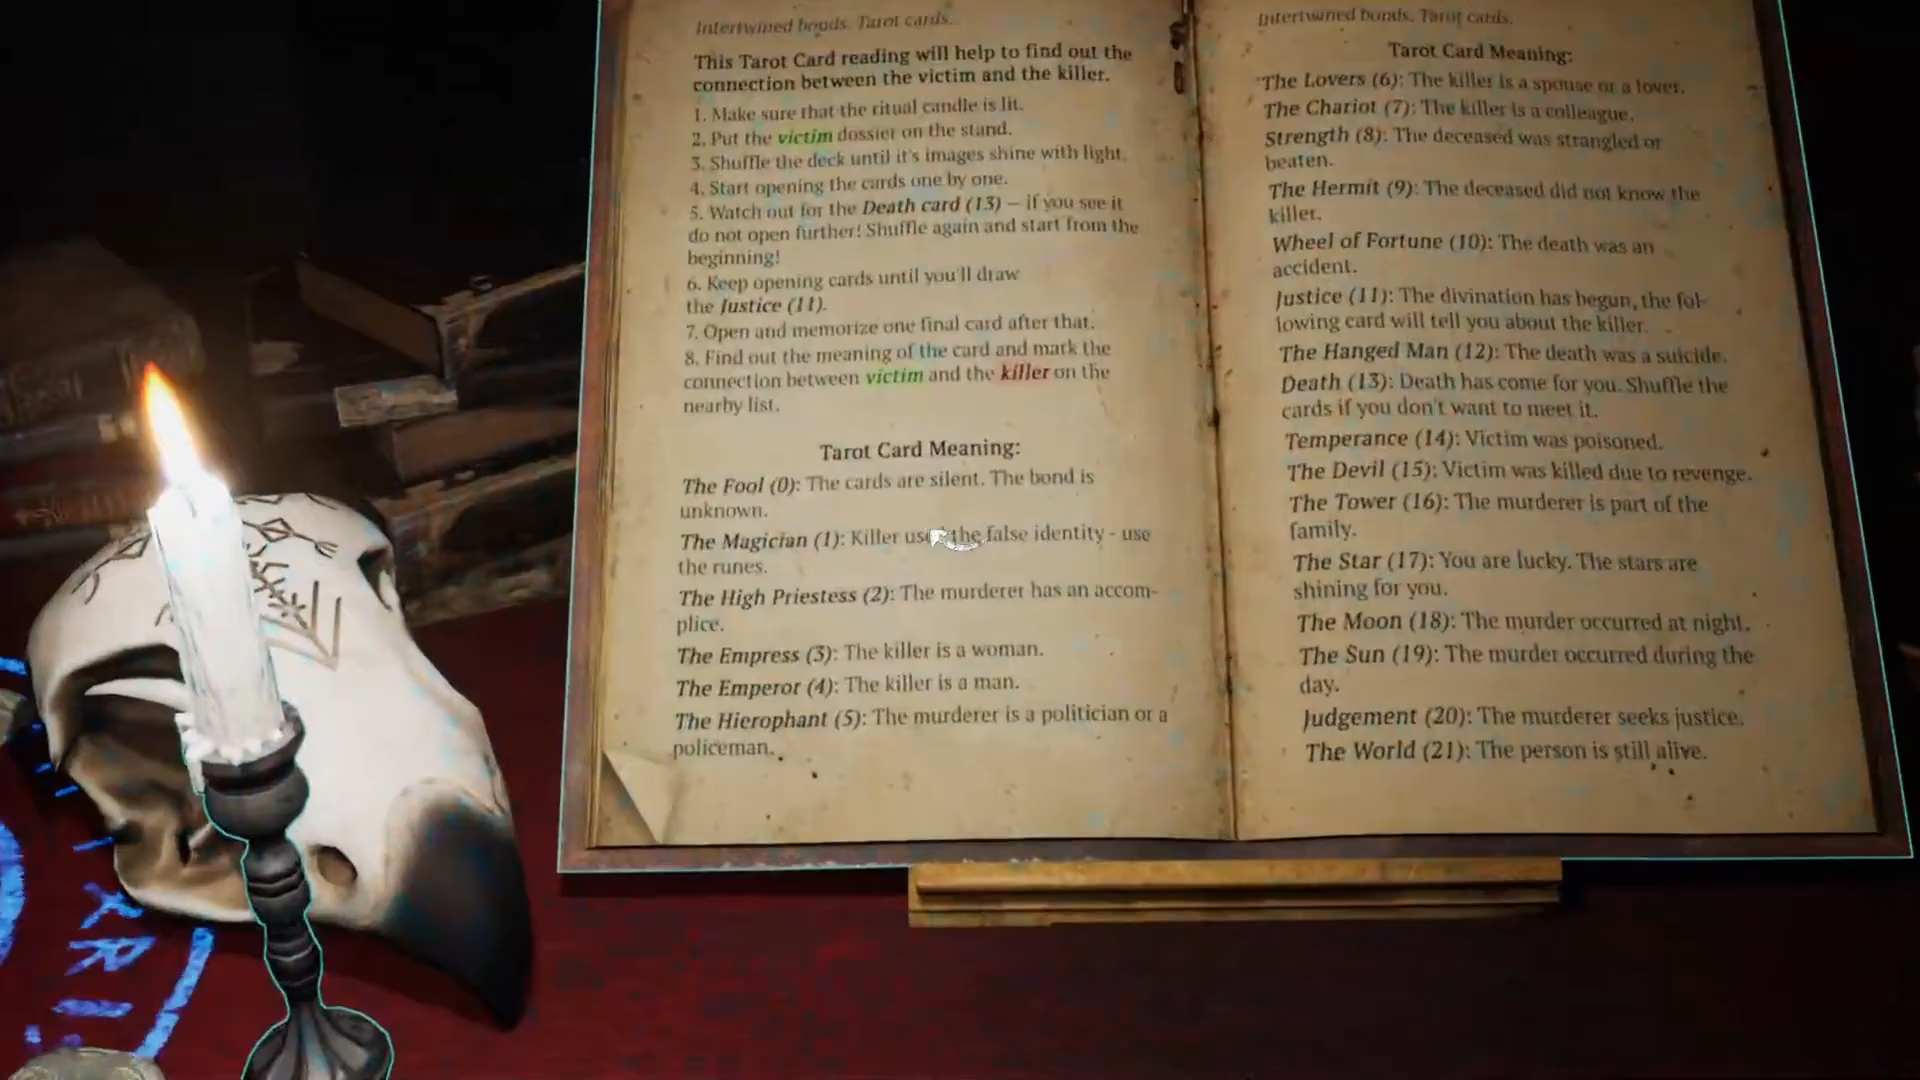 Intertwined bonds. Tarot cards.
This Tarot Card reading will help to find out the
connection between the victim and the killer.
1. Make sure that the ritual candle is lit.
2. Put the victim dossier on the stand.
3. Shuffle the deck until it's images shine with light.
4. Start opening the cards one by one.
5. Watch out for the Death card (13) – if you see it
do not open further! Shuffle again and start from the
beginning!
6. Keep opening cards until you'll draw
the Justice (11).
7. Open and memorize one final card after that.
8. Find out the meaning of the card and mark the
connection between victim and the killer on the
nearby list.
Tarot Card Meaning:
The Fool (0): The cards are silent. The bond is
unknown.
The Magician (1): Killer used the false identity - use
the runes.
The High Priestess (2): The murderer has an accom-
plice.
The Empress (3): The killer is a woman.
The Emperor (4): The killer is a man.
The Hierophant (5): The murderer is a politician or a
policeman.
Intertwined bonds. Tarot cards.
Tarot Card Meaning:
The Lovers (6): The killer is a spouse or a lover.
The Chariot (7): The killer is a colleague.
Strength (8): The deceased was strangled or
beaten.
The Hermit (9): The deceased did not know the
killer.
Wheel of Fortune (10): The death was an
accident.
Justice (11): The divination has begun, the fol-
lowing card will tell you about the killer.
The Hanged Man (12): The death was a suicide.
Death (13): Death has come for you. Shuffle the
cards if you don't want to meet it.
Temperance (14): Victim was poisoned.
The Devil (15): Victim was killed due to revenge.
The Tower (16): The murderer is part of the
family.
The Star (17): You are lucky. The stars are
shining for you.
The Moon (18): The murder occurred at night.
The Sun (19): The murder occurred during the
day.
Judgement (20): The murderer seeks justice.
The World (21): The person is still alive.